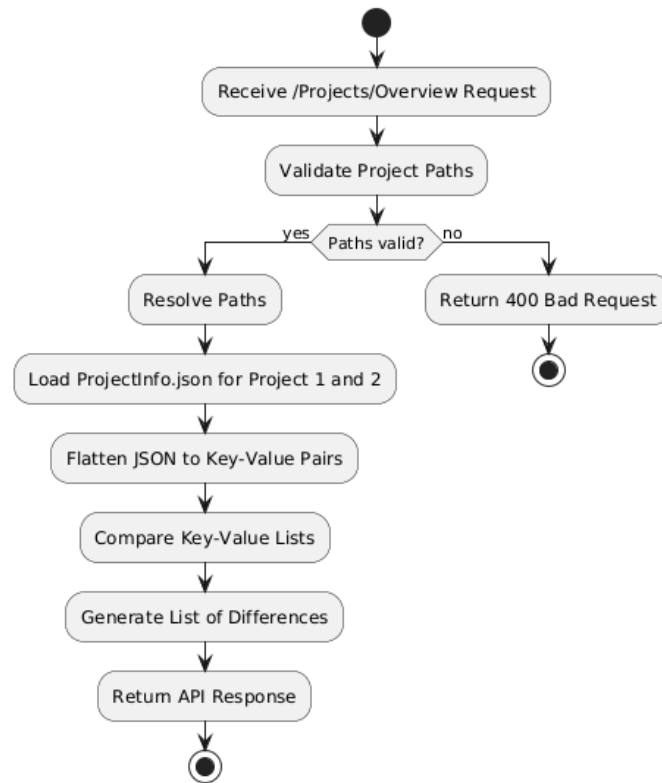 Receive /Projects/Overview Request
Validate Project Paths
yes
Paths valid?
no
Resolve Paths
Return 400 Bad Request
Load ProjectInfo.json for Project 1 and 2
Flatten JSON to Key-Value Pairs
Compare Key-Value Lists
Generate List of Differences
Return API Response